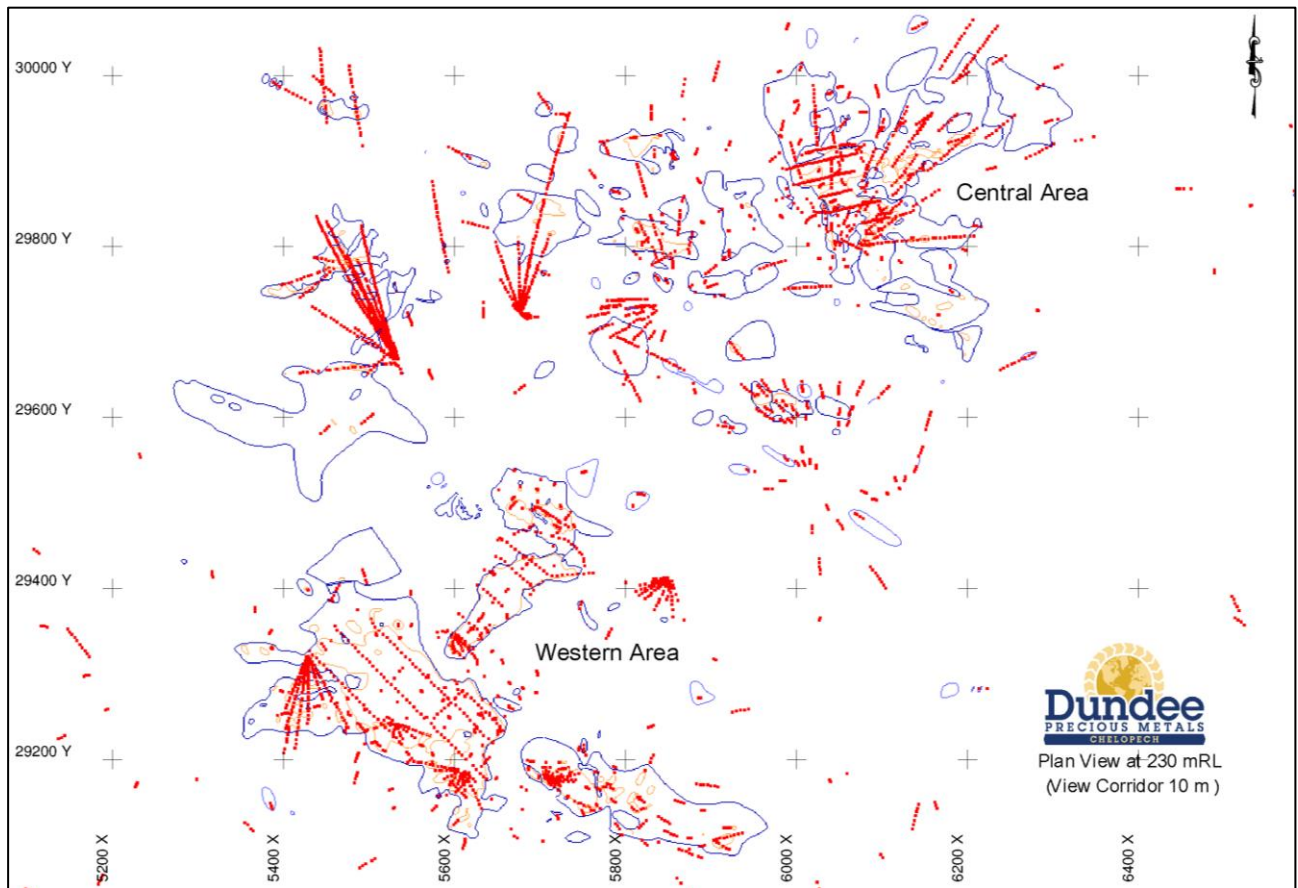 30000 Y
Central Area
29800 Y
29600 Y
29400 Y
Western Area
29200 Y
Dundee
PRECIOUS METALS
CHELOPECH
Plan View at 230 mRL
(View Corridor 10 m )
5200 X
5400 X
5600 X
5800 X
6000 X
6200 X
6400 X